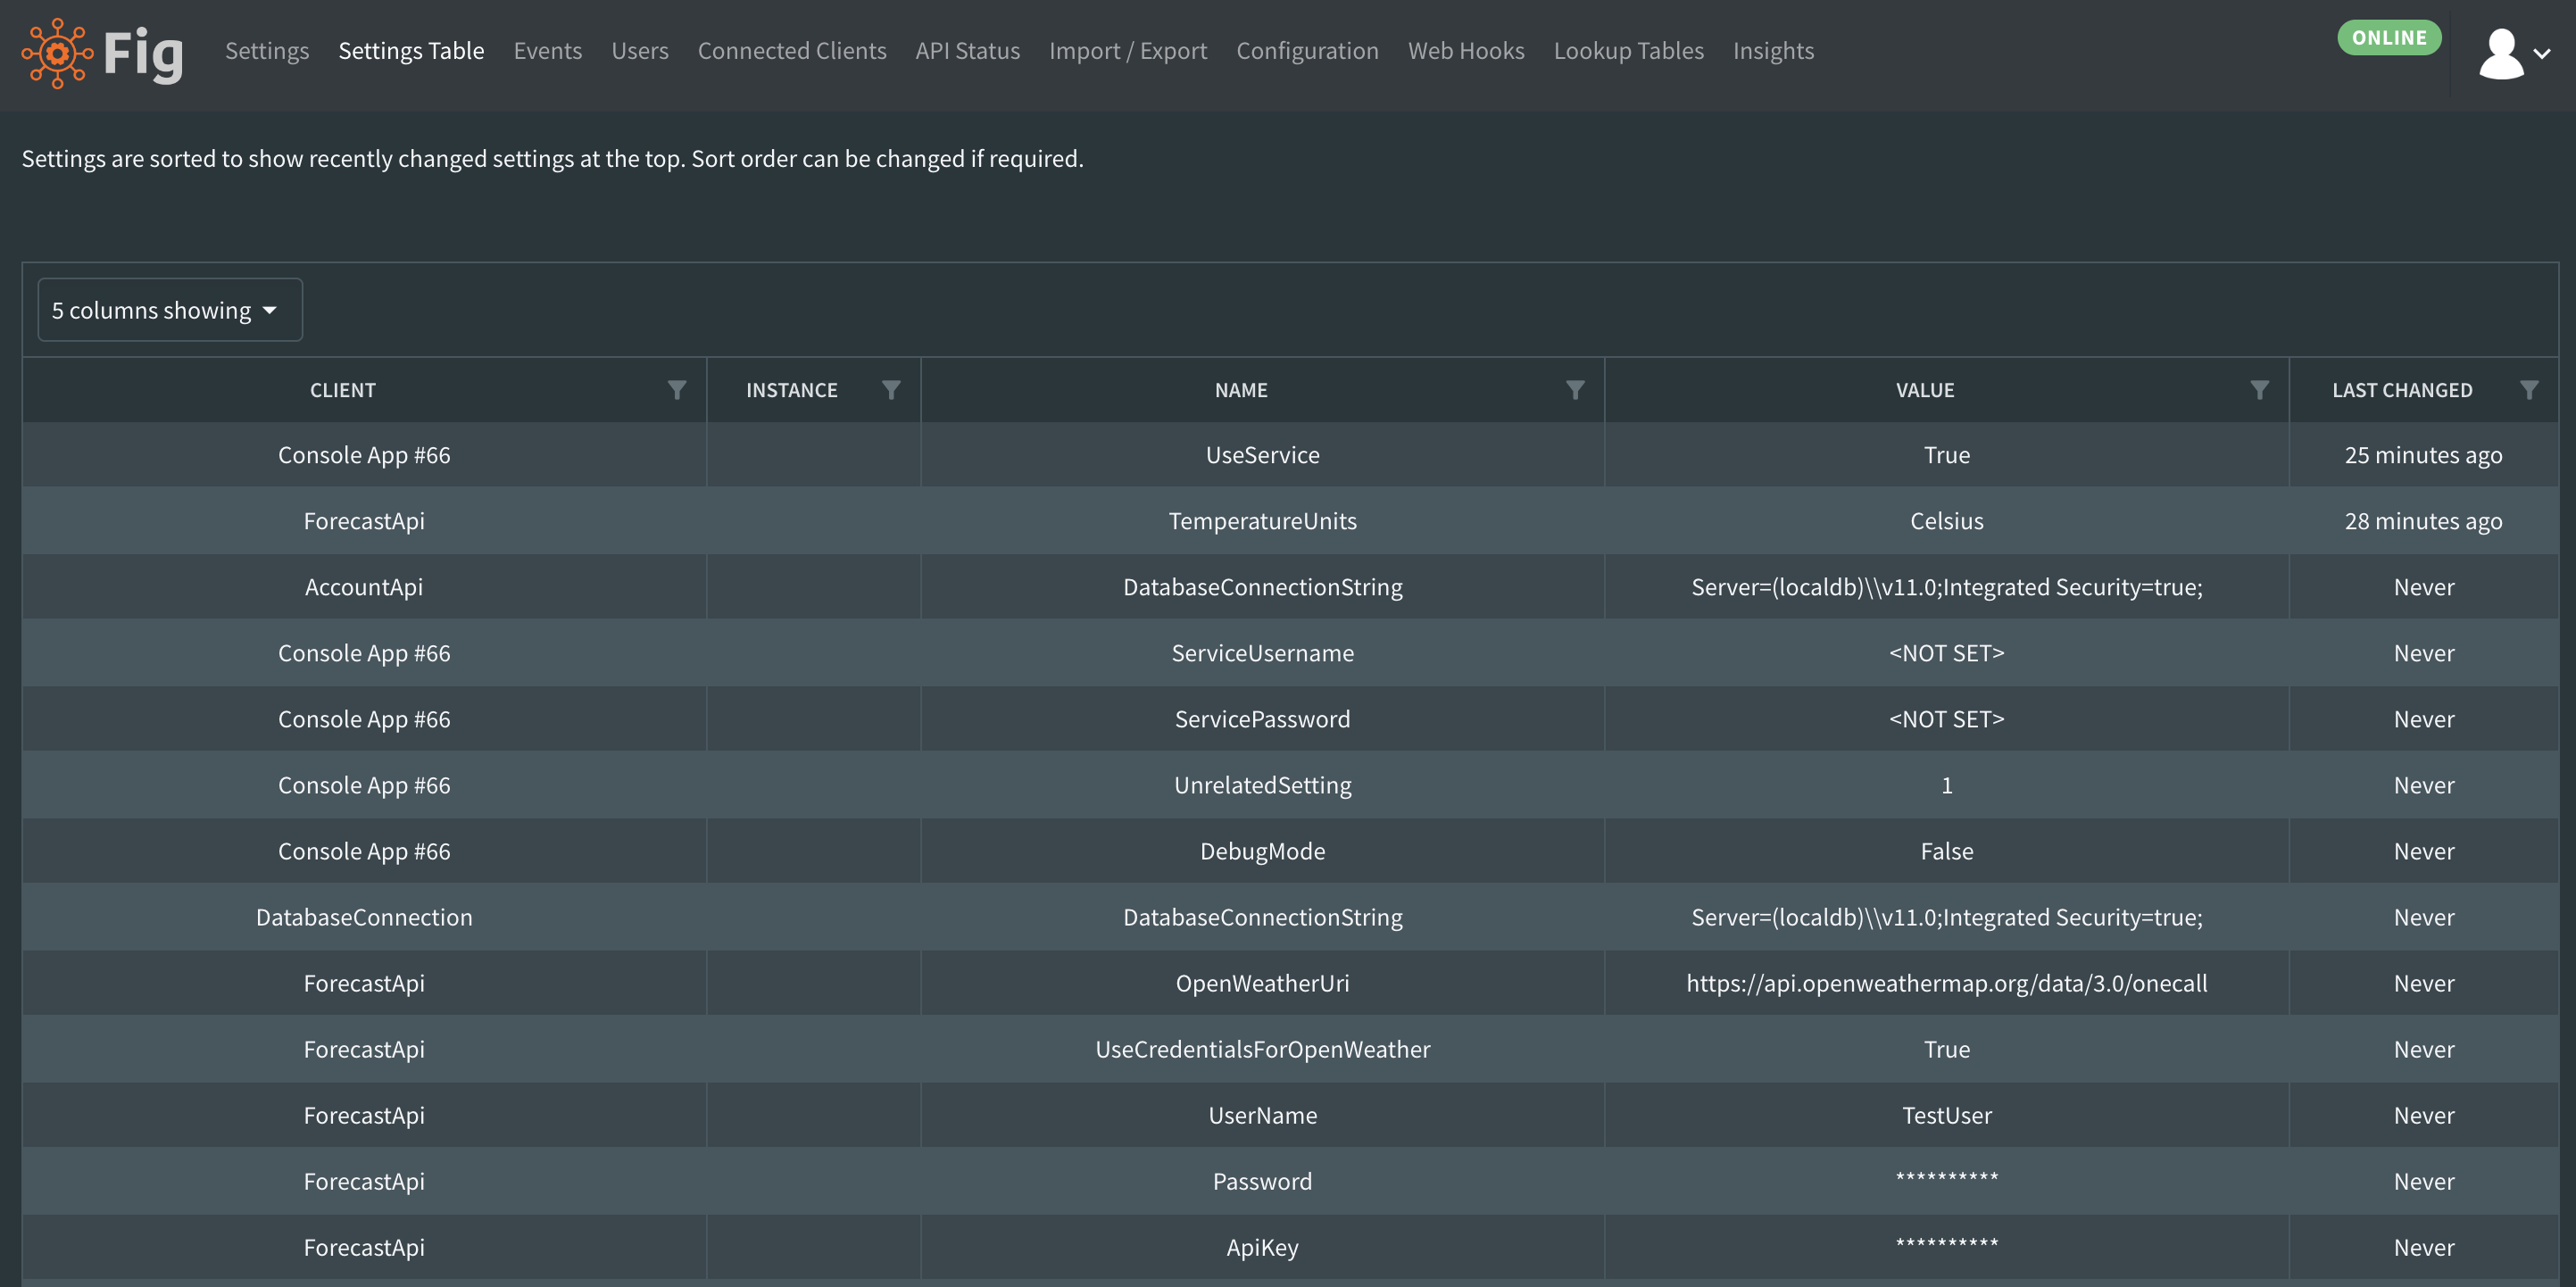 Fig Settings Settings Table Events Users Connected Clients API Status Import / Export Configuration Web Hooks Lookup Tables Insights ONLINE
Settings are sorted to show recently changed settings at the top. Sort order can be changed if required.
5 columns showing
CLIENT INSTANCE NAME VALUE LAST CHANGED
Console App #66 UseService True 25 minutes ago
ForecastApi TemperatureUnits Celsius 28 minutes ago
AccountApi DatabaseConnectionString Server=(localdb)\\v11.0;Integrated Security=true; Never
Console App #66 ServiceUsername <NOT SET> Never
Console App #66 ServicePassword <NOT SET> Never
Console App #66 UnrelatedSetting 1 Never
Console App #66 DebugMode False Never
DatabaseConnection DatabaseConnectionString Server=(localdb)\\v11.0;Integrated Security=true; Never
ForecastApi OpenWeatherUri https://api.openweathermap.org/data/3.0/onecall Never
ForecastApi UseCredentialsForOpenWeather True Never
ForecastApi UserName TestUser Never
ForecastApi Password ********** Never
ForecastApi ApiKey ********** Never